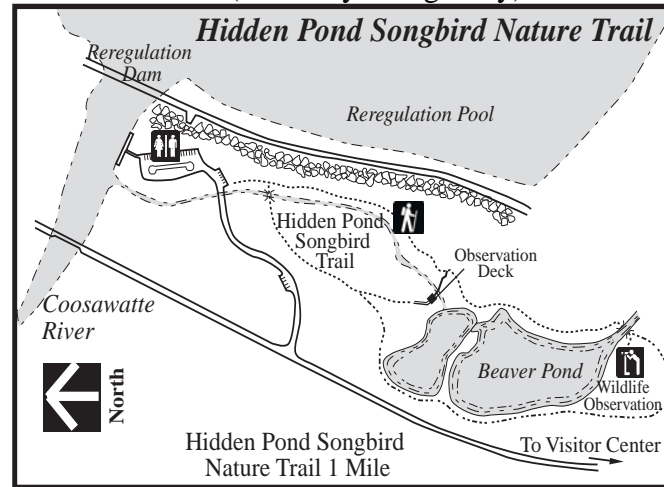 Hidden Pond Songbird Nature Trail
Reregulation
Dam
Reregulation Pool
Hidden Pond
Songbird
Trail
Observation
Deck
Coosawatte
River
North
Beaver Pond
Wildlife
Observation
To Visitor Center
Hidden Pond Songbird
Nature Trail 1 Mile